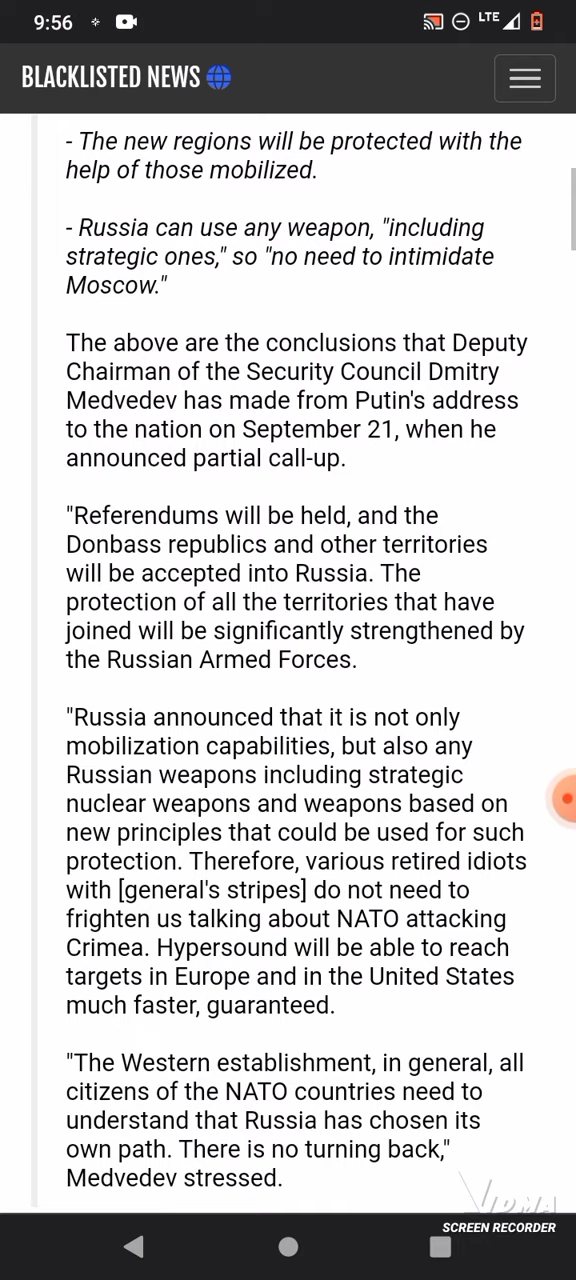 9:56
LTE
BLACKLISTED NEWS
- The new regions will be protected with the
help of those mobilized.
- Russia can use any weapon, "including
strategic ones," so "no need to intimidate
Moscow."
The above are the conclusions that Deputy
Chairman of the Security Council Dmitry
Medvedev has made from Putin's address
to the nation on September 21, when he
announced partial call-up.
"Referendums will be held, and the
Donbass republics and other territories
will be accepted into Russia. The
protection of all the territories that have
joined will be significantly strengthened by
the Russian Armed Forces.
"Russia announced that it is not only
mobilization capabilities, but also any
Russian weapons including strategic
nuclear weapons and weapons based on
new principles that could be used for such
protection. Therefore, various retired idiots
with [general's stripes] do not need to
frighten us talking about NATO attacking
Crimea. Hypersound will be able to reach
targets in Europe and in the United States
much faster, guaranteed.
"The Western establishment, in general, all
citizens of the NATO countries need to
understand that Russia has chosen its
own path. There is no turning back,"
Medvedev stressed.
VIDMA
SCREEN RECORDER